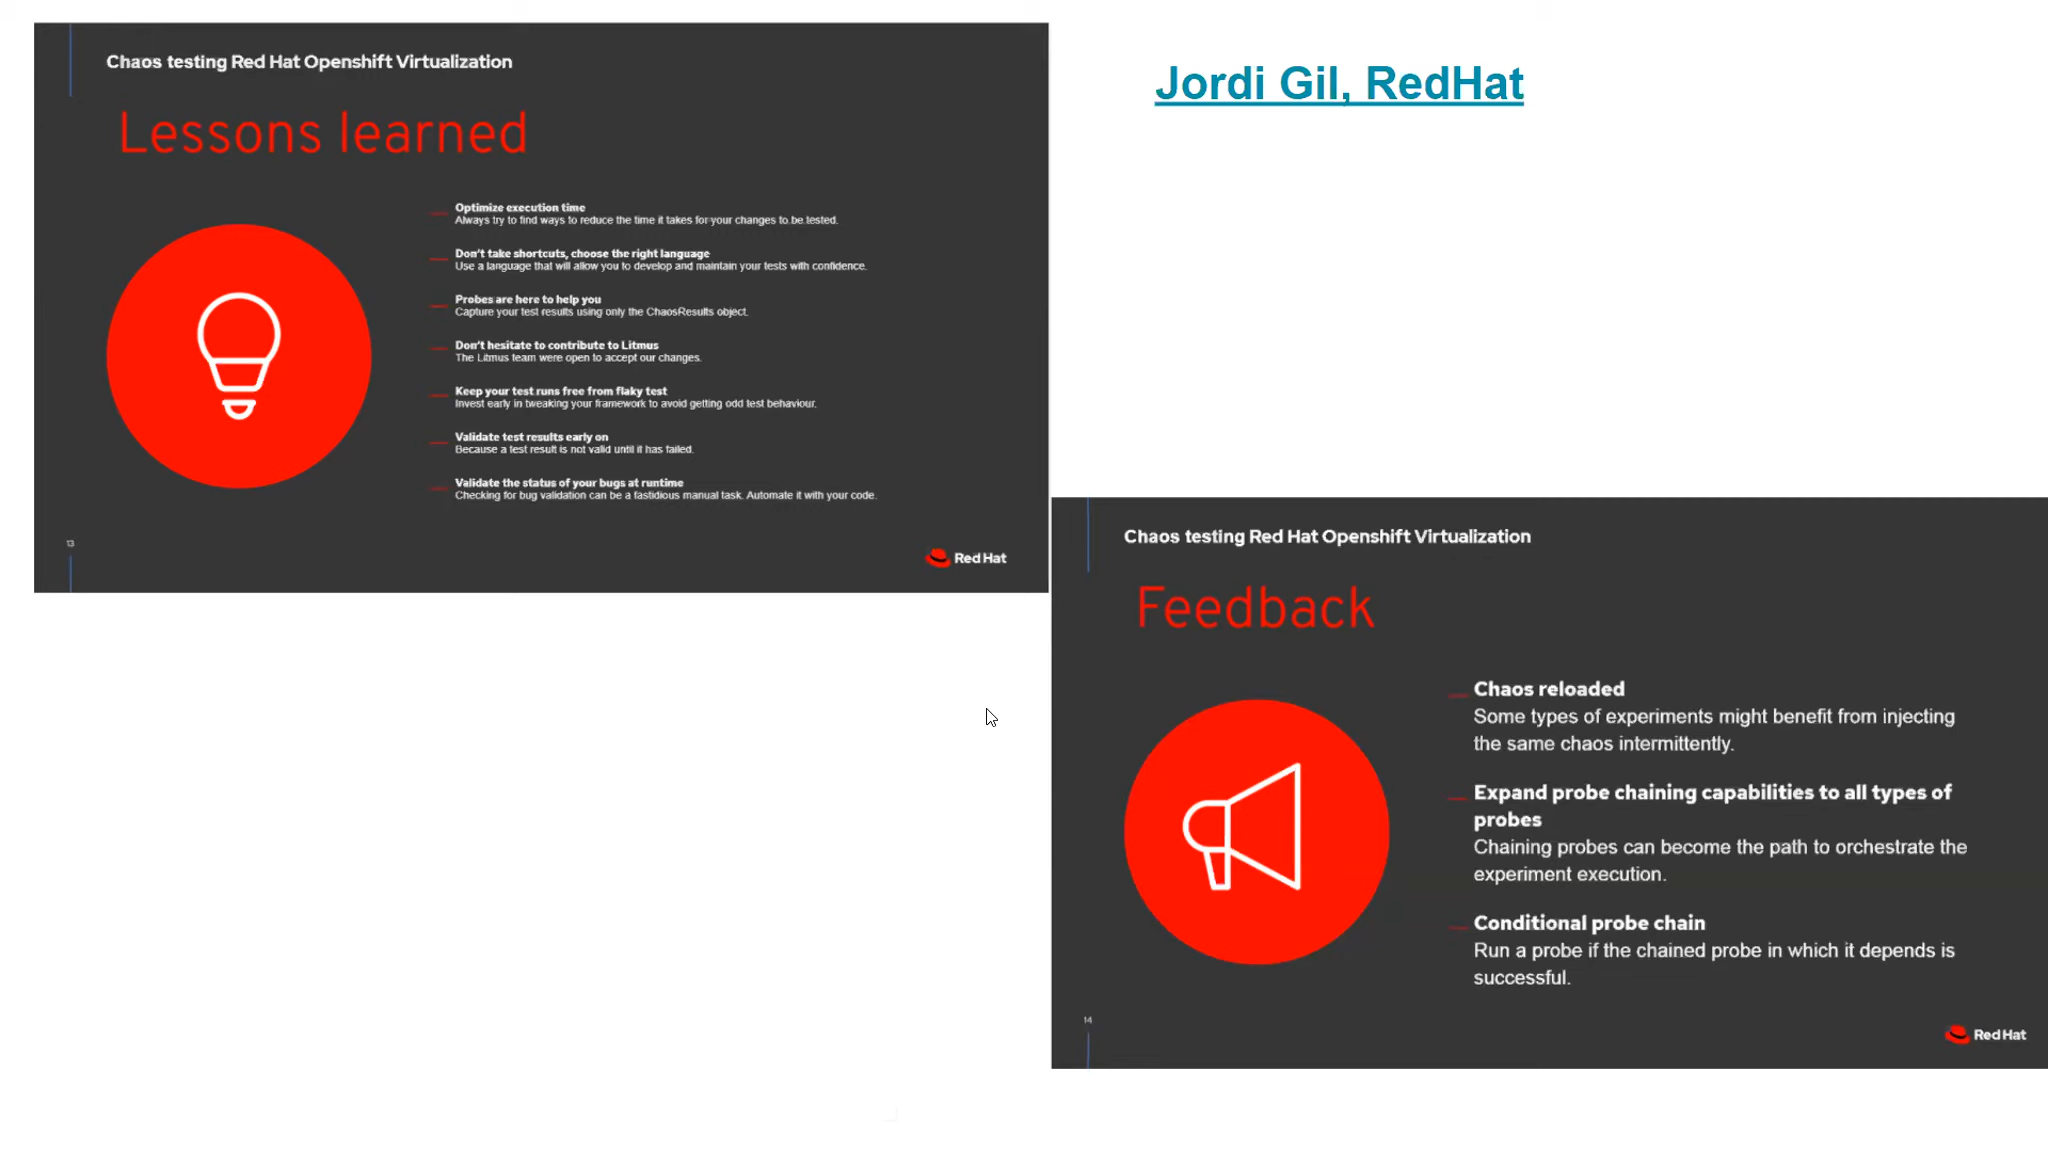 Chaos testing Red Hat Openshift Virtualization
Lessons learned
Optimize execution time
Always try to find ways to reduce the time it takes for your changes to be tested.
Don't take shortcuts, choose the right language
Use a language that will allow you to develop and maintain your tests with confidence.
Probes are here to help you
Capture your test results using only the ChaosResults object.
Don't hesitate to contribute to Litmus
The Litmus team were open to accept our changes.
Keep your test runs free from flaky test
Invest early in tweaking your framework to avoid getting odd test behaviour.
Validate test results early on
Because a test result is not valid until it has failed.
Validate the status of your bugs at runtime
Checking for bug validation can be a fastidious manual task. Automate it with your code.
13
Red Hat
Jordi Gil, RedHat
Chaos testing Red Hat Openshift Virtualization
Feedback
Chaos reloaded
Some types of experiments might benefit from injecting
the same chaos intermittently.
Expand probe chaining capabilities to all types of
probes
Chaining probes can become the path to orchestrate the
experiment execution.
Conditional probe chain
Run a probe if the chained probe in which it depends is
successful.
14
Red Hat